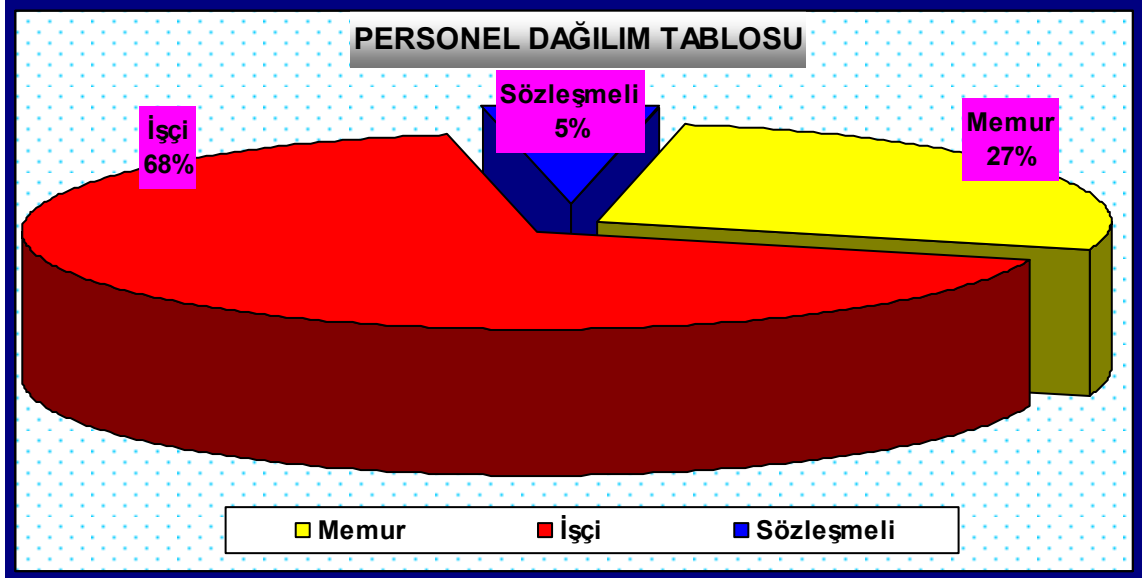 PERSONEL DAĞILIM TABLOSU
İşçi
68%
Sözleşmeli
5%
Memur
27%
Memur
İşçi
Sözleşmeli